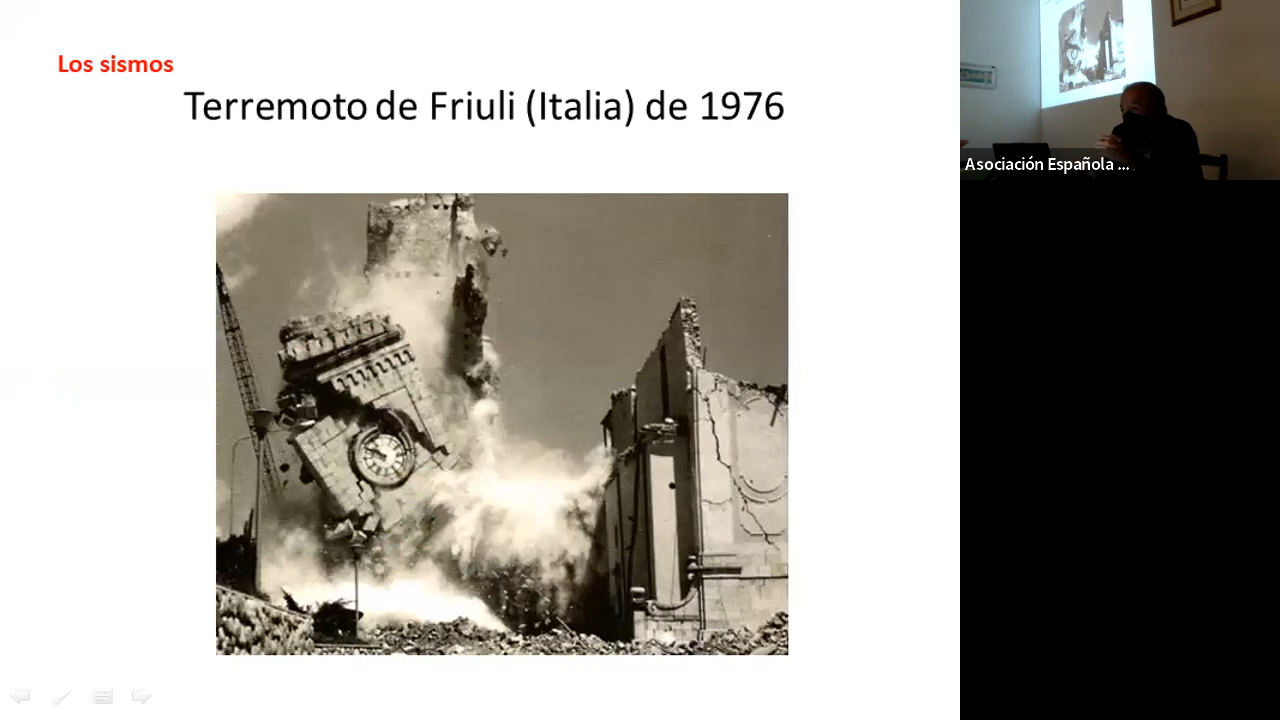 Los sismos
Terremoto de Friuli (Italia) de 1976
Asociación Española ...